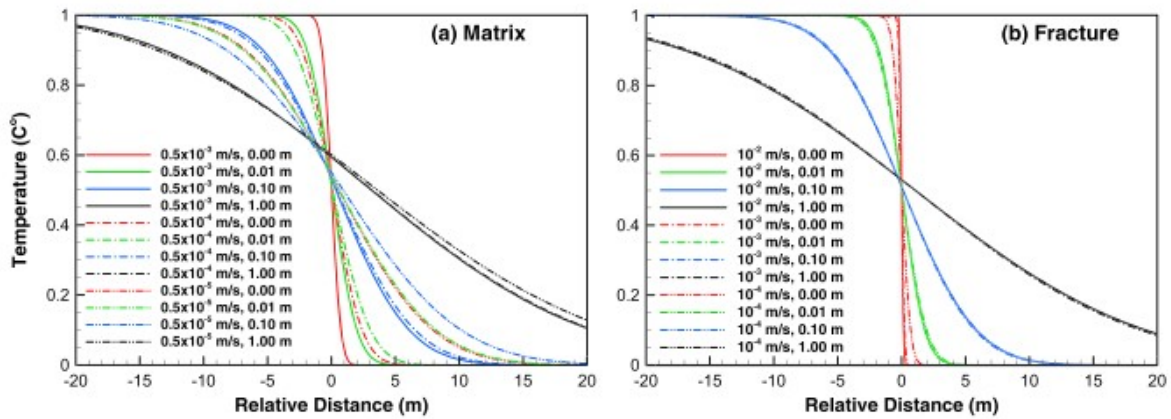 (a) Matrix
Temperature (C°)
1
0.8
0.6
0.4
0.2
0
0.5x10⁻³ m/s, 0.00 m
0.5x10⁻³ m/s, 0.01 m
0.5x10⁻³ m/s, 0.10 m
0.5x10⁻³ m/s, 1.00 m
0.5x10⁻⁴ m/s, 0.00 m
0.5x10⁻⁴ m/s, 0.01 m
0.5x10⁻⁴ m/s, 0.10 m
0.5x10⁻⁴ m/s, 1.00 m
0.5x10⁻⁵ m/s, 0.00 m
0.5x10⁻⁵ m/s, 0.01 m
0.5x10⁻⁵ m/s, 0.10 m
0.5x10⁻⁵ m/s, 1.00 m
-20 -15 -10 -5 0 5 10 15 20
Relative Distance (m)
(b) Fracture
1
0.8
0.6
0.4
0.2
0
10⁻² m/s, 0.00 m
10⁻² m/s, 0.01 m
10⁻² m/s, 0.10 m
10⁻² m/s, 1.00 m
10⁻³ m/s, 0.00 m
10⁻³ m/s, 0.01 m
10⁻³ m/s, 0.10 m
10⁻³ m/s, 1.00 m
10⁻⁴ m/s, 0.00 m
10⁻⁴ m/s, 0.01 m
10⁻⁴ m/s, 0.10 m
10⁻⁴ m/s, 1.00 m
-20 -15 -10 -5 0 5 10 15 20
Relative Distance (m)